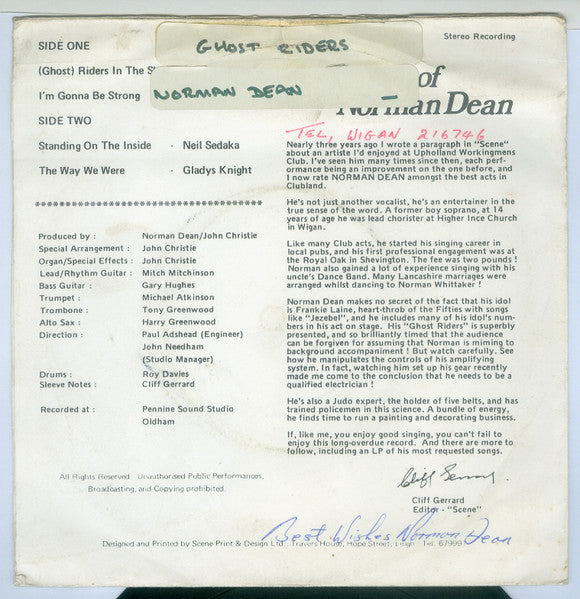 SIDE ONE
Stereo Recording
GHOST RIDERS
(Ghost) Riders In The
I'm Gonna Be Strong
NORMAN DEAN
of
Norman Dean
SIDE TWO
TEL, WIGAN 216746
Standing On The Inside - Neil Sedaka
The Way We Were - Gladys Knight
****************************************
Produced by : Norman Dean/John Christie
Special Arrangement : John Christie
Organ/Special Effects : John Christie
Lead/Rhythm Guitar : Mitch Mitchinson
Bass Guitar : Gary Hughes
Trumpet : Michael Atkinson
Trombone : Tony Greenwood
Alto Sax : Harry Greenwood
Direction : Paul Adshead (Engineer)
John Needham
(Studio Manager)
Drums : Roy Davies
Sleeve Notes : Cliff Gerrard
Recorded at : Pennine Sound Studio
Oldham
Nearly three years ago I wrote a paragraph in "Scene"
about an artist I'd enjoyed at Upholland Workingmens
Club. I've seen him many times since then, each perf-
ormance being an improvement on the one before, and
I now rate NORMAN DEAN amongst the best acts in
Clubland.
He's not just another vocalist, he's an entertainer in the
true sense of the word. A former boy soprano, at 14
years of age he was lead chorister at Higher Ince Church
in Wigan.
Like many Club acts, he started his singing career in
local pubs, and his first professional engagement was at
the Royal Oak in Shevington. The fee was two pounds !
Norman also gained a lot of experience singing with his
uncle's Dance Band. Many Lancashire marriages were
arranged whilst dancing to Norman Whittaker !
Norman Dean makes no secret of the fact that his idol
is Frankie Laine, heart-throb of the Fifties with songs
like "Jezebel", and he includes many of his idol's num-
bers in his act on stage. His "Ghost Riders" is superbly
presented, and so brilliantly timed that the audience
can be forgiven for assuming that Norman is miming to
background accompaniment ! But watch carefully. See
how he manipulates the controls of his amplifying
system. In fact, watching him set up his gear recently
made me come to the conclusion that he needs to be a
qualified electrician !
He's also a Judo expert, the holder of five belts, and has
trained policemen in this science. A bundle of energy,
he finds time to run a painting and decorating business.
If, like me, you enjoy good singing, you can't fail to
enjoy this long-overdue record. And there are more to
follow, including an LP of his most requested songs.
Cliff Gerrard.
Cliff Gerrard
Editor - "Scene"
All Rights Reserved. Unauthorised Public Performances,
Broadcasting, and Copying prohibited.
Best Wishes Norman Dean
Designed and Printed by Scene Print & Design Ltd., Travers House, Hope Street, Leigh Tel: 67999